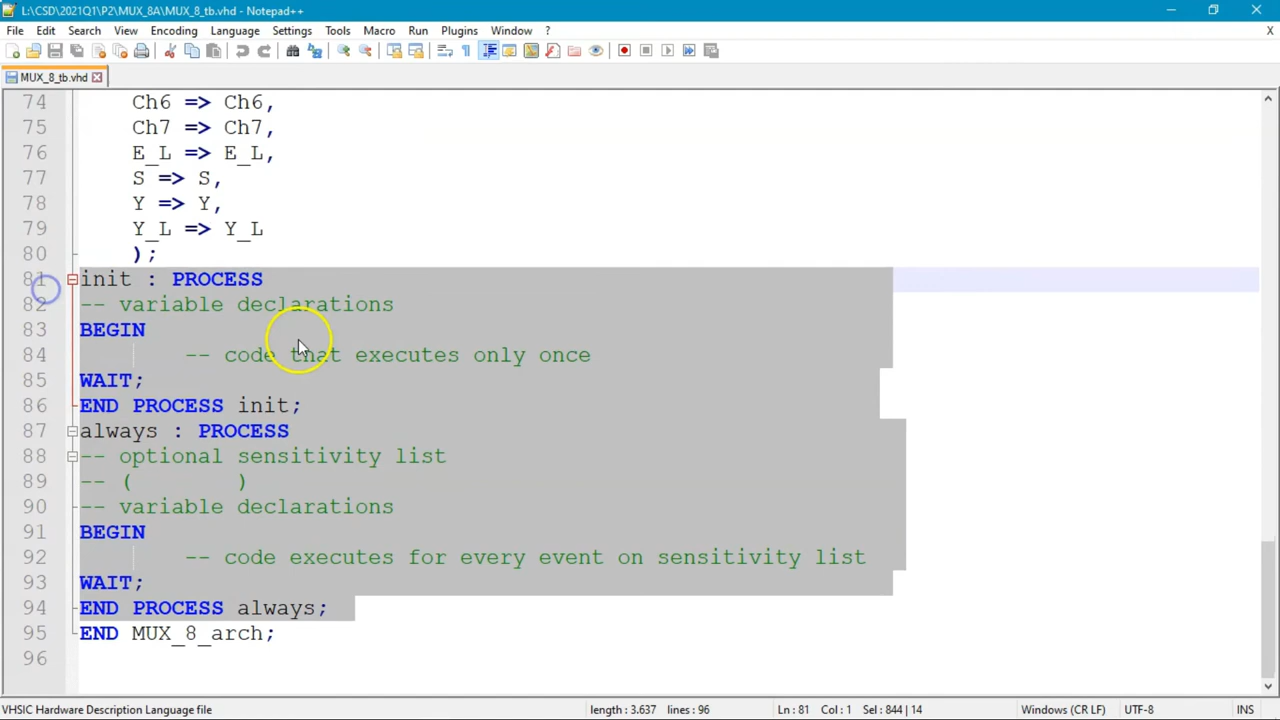 L:\CSD\2021Q1\P2\MUX_8A\MUX_8_tb.vhd - Notepad++
File Edit Search View Encoding Language Settings Tools Macro Run Plugins Window ? X
MUX_8_tb.vhd
74 Ch6 => Ch6,
75 Ch7 => Ch7,
76 E_L => E_L,
77 S => S,
78 Y => Y,
79 Y_L => Y_L
80 );
81 init : PROCESS
82 -- variable declarations
83 BEGIN
84 -- code that executes only once
85 WAIT;
86 END PROCESS init;
87 always : PROCESS
88 -- optional sensitivity list
89 -- ( )
90 -- variable declarations
91 BEGIN
92 -- code executes for every event on sensitivity list
93 WAIT;
94 END PROCESS always;
95 END MUX_8_arch;
96
VHSIC Hardware Description Language file length : 3.637 lines : 96 Ln : 81 Col : 1 Sel : 844 | 14 Windows (CR LF) UTF-8 INS